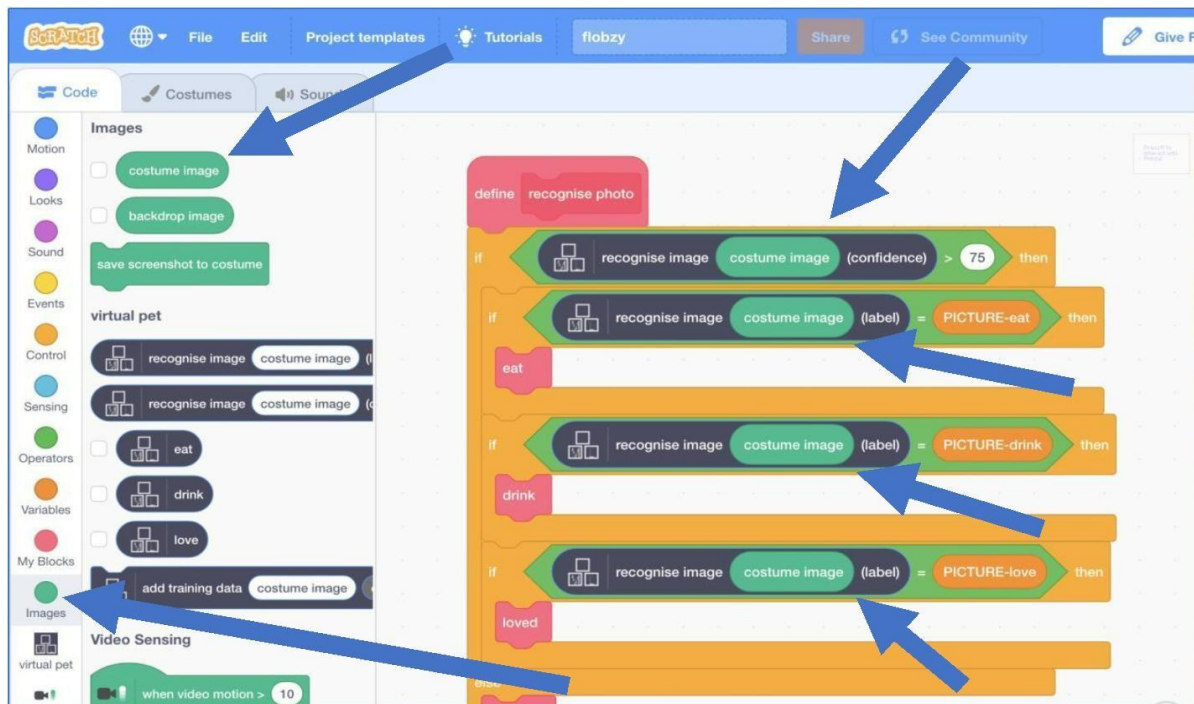 SCRATCH File Edit Project templates Tutorials flobzy Share See Community Give
Code Costumes
Motion
Looks
Sound
Events
Control
Sensing
Operators
Variables
My Blocks
Images
virtual pet
Images
costume image
backdrop image
save screenshot to costume
virtual pet
recognise image costume image
recognise image costume image
eat
drink
love
add training data costume image
Video Sensing
when video motion > 10
define recognise photo
if recognise image costume image (confidence) > 75 then
if recognise image costume image (label) = PICTURE-eat then
eat
if recognise image costume image (label) = PICTURE-drink then
drink
if recognise image costume image (label) = PICTURE-love then
loved
else